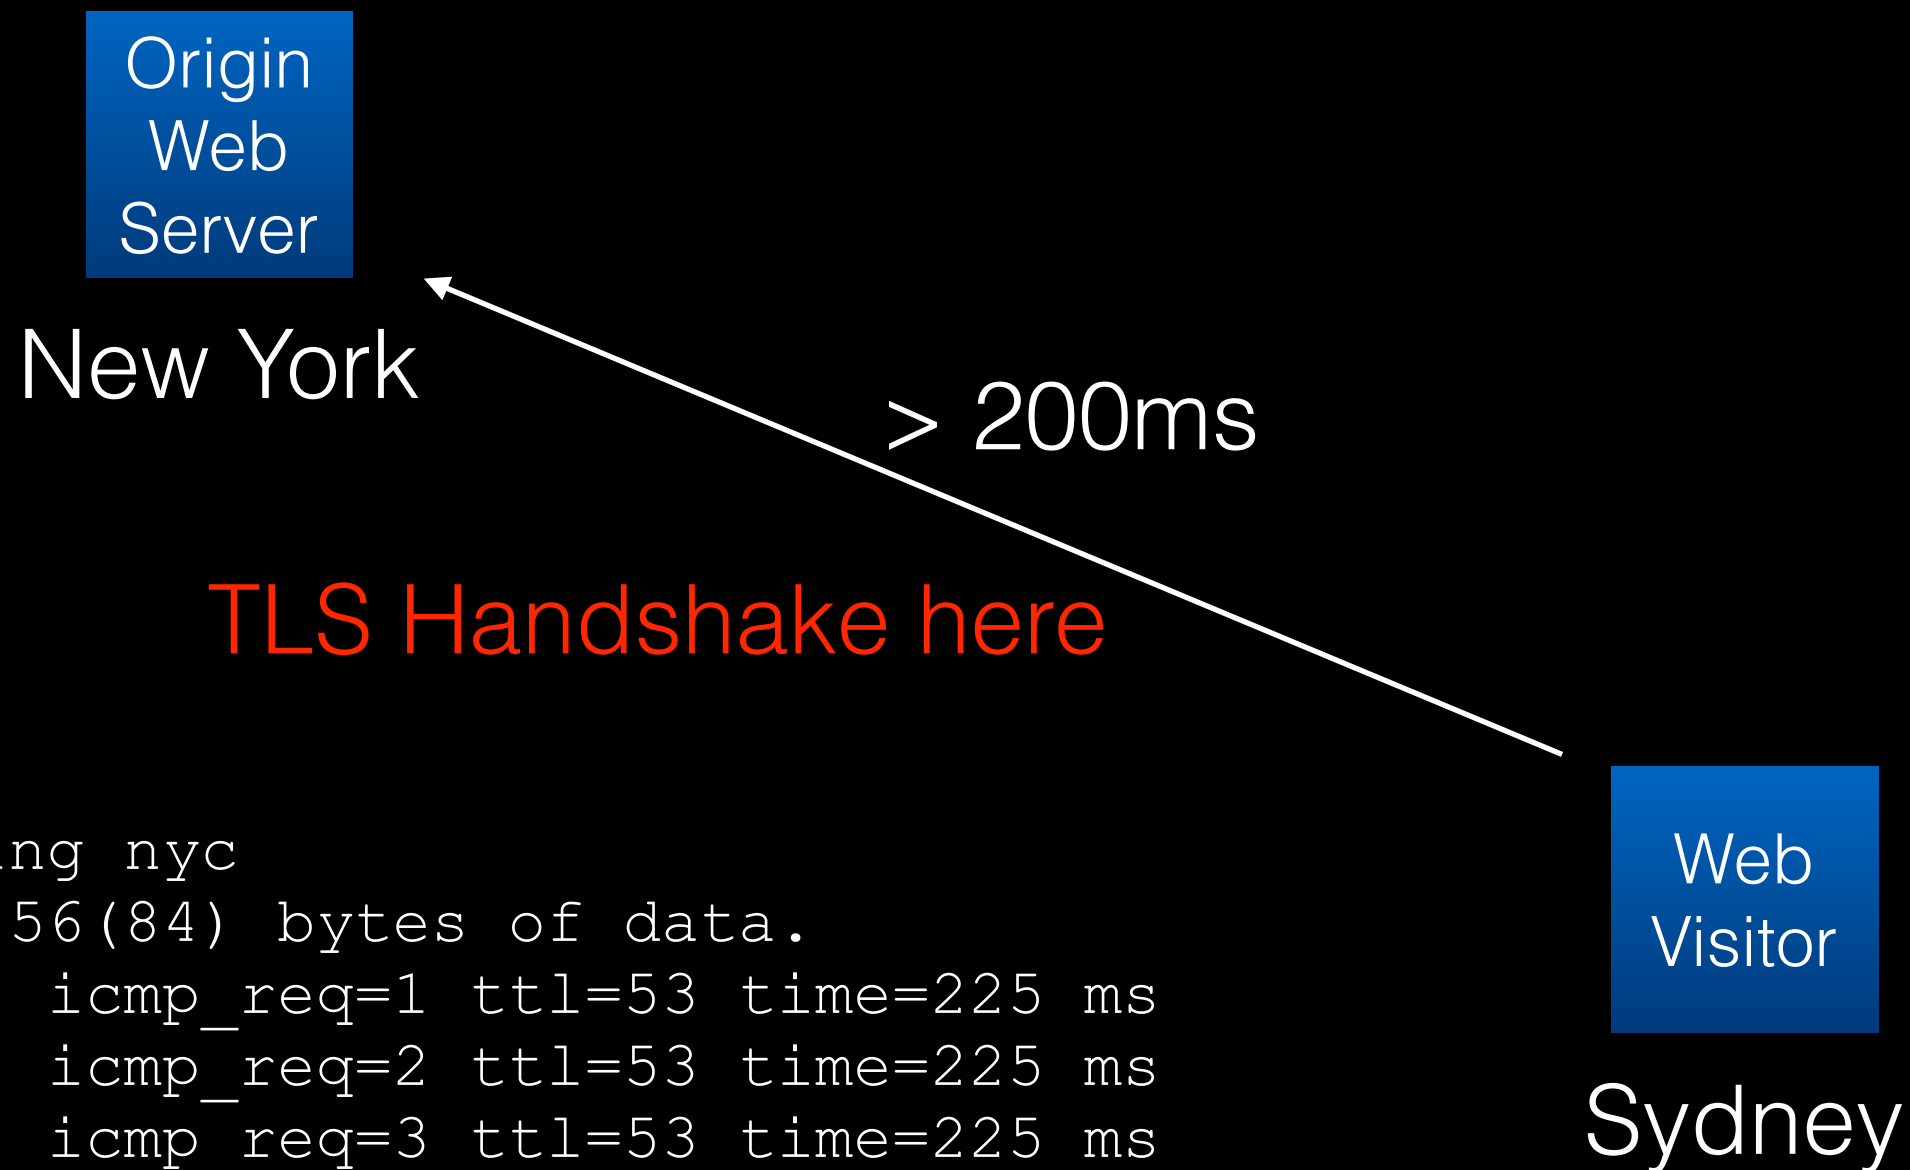 Origin
Web
Server
New York
> 200ms
TLS Handshake here
ng nyc
56(84) bytes of data.
icmp_req=1 ttl=53 time=225 ms
icmp_req=2 ttl=53 time=225 ms
icmp_req=3 ttl=53 time=225 ms
Web
Visitor
Sydney